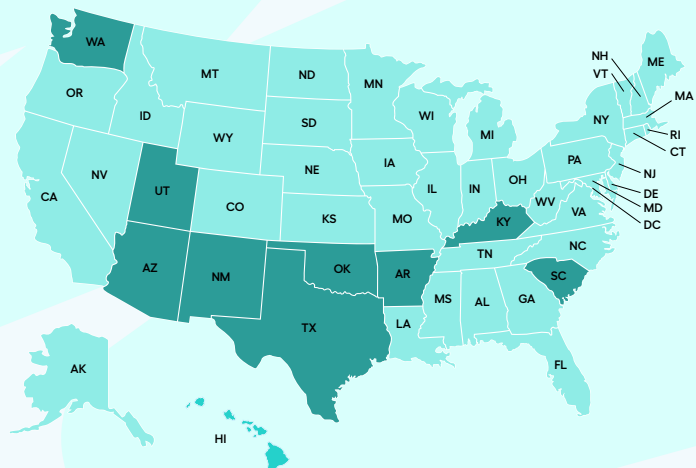 WA
MT
ND
MN
OR
ID
SD
WI
MI
NH
VT
ME
MA
NY
RI
CT
WY
NE
IA
PA
NJ
NV
UT
CO
IL
IN
OH
DE
MD
DC
CA
KS
MO
WV
VA
KY
AZ
NM
OK
AR
TN
NC
SC
TX
LA
MS
AL
GA
FL
AK
HI